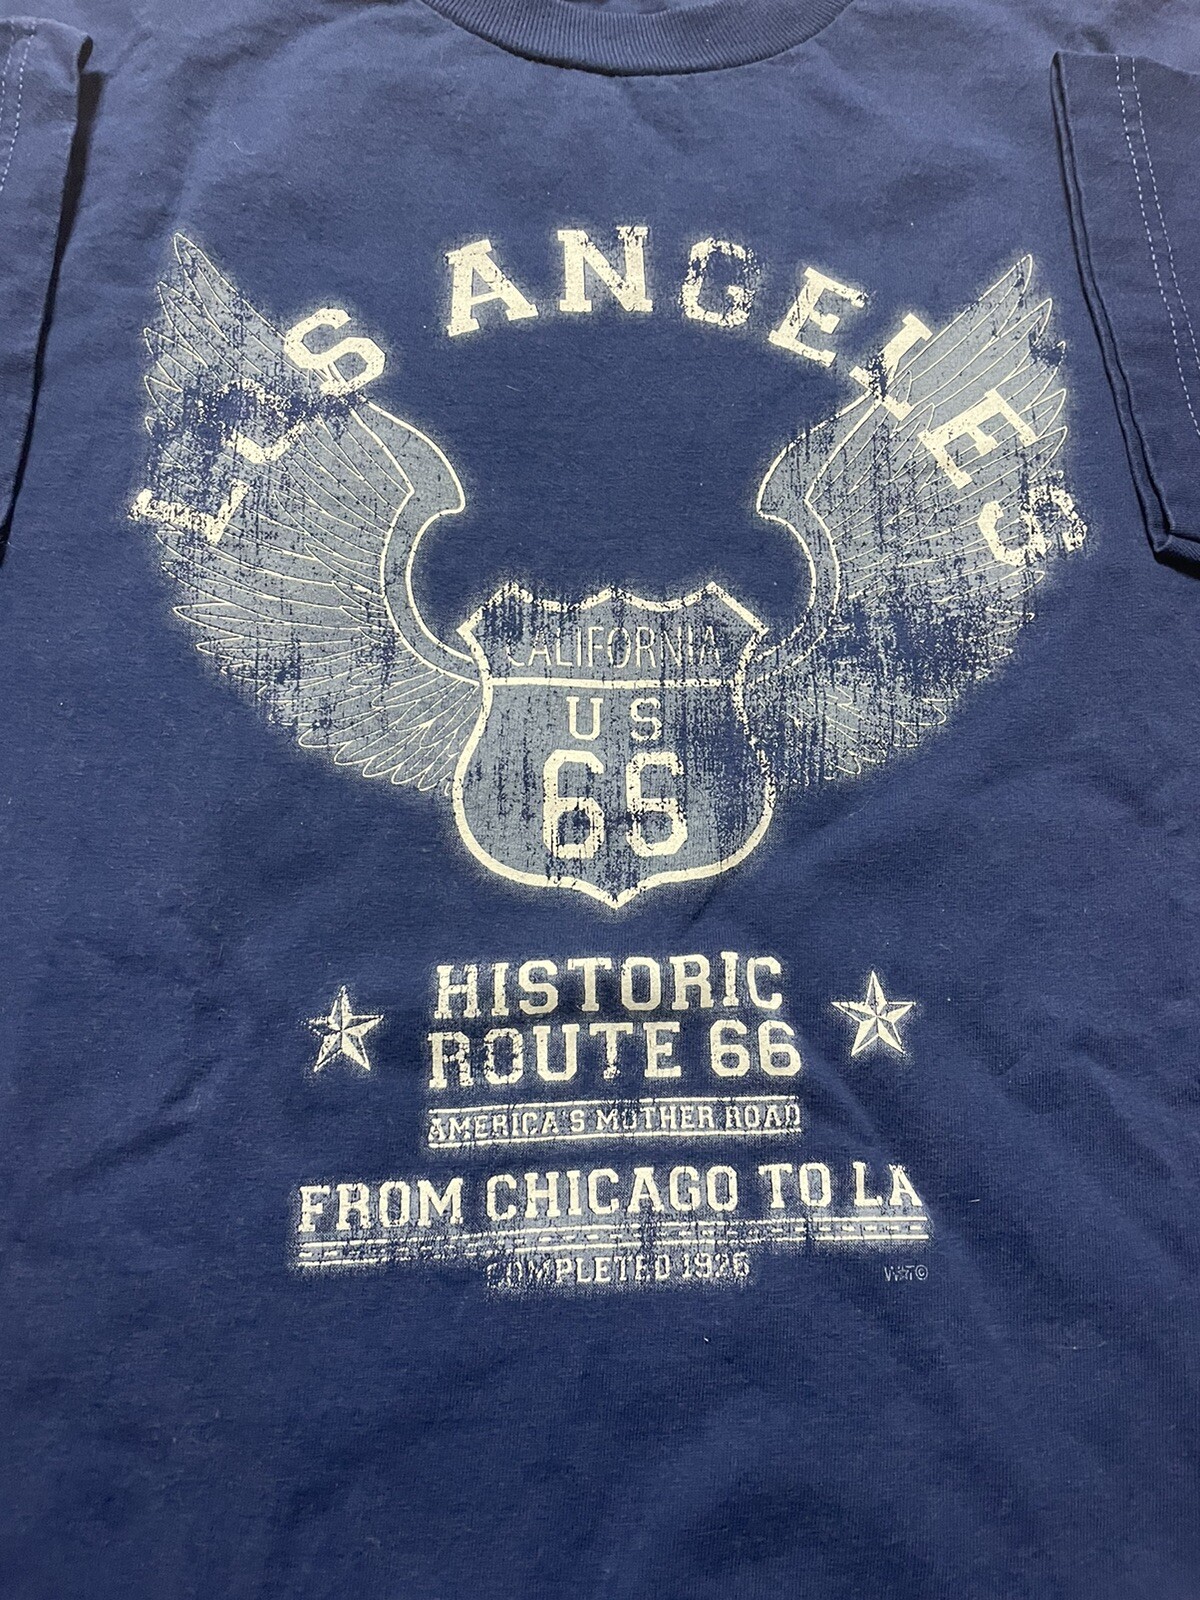 LOS ANGELES
CALIFORNIA
US
66
HISTORIC
ROUTE 66
AMERICA'S MOTHER ROAD
FROM CHICAGO TO LA
COMPLETED 1926